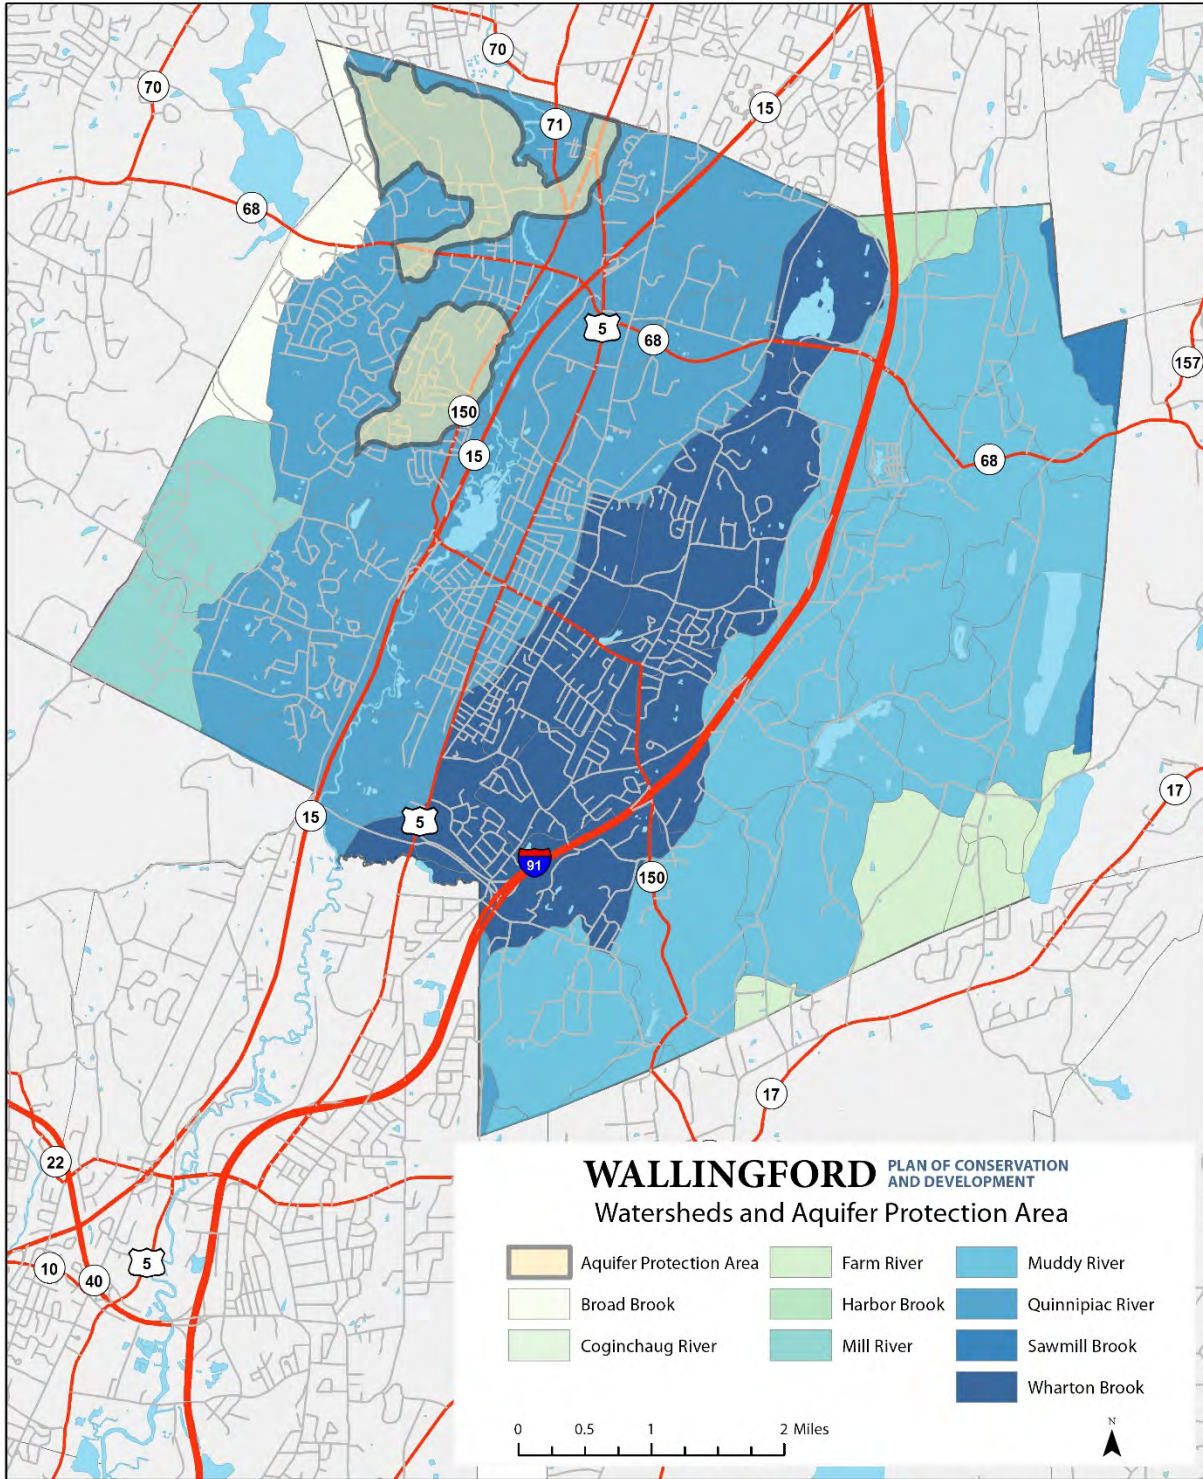 70
70
71
15
68
5
68
157
150
15
68
17
15
5
91
150
17
22
5
10
40
WALLINGFORD PLAN OF CONSERVATION
AND DEVELOPMENT
Watersheds and Aquifer Protection Area
Aquifer Protection Area
Farm River
Muddy River
Broad Brook
Harbor Brook
Quinnipiac River
Coginchaug River
Mill River
Sawmill Brook
Wharton Brook
0 0.5 1 2 Miles
N